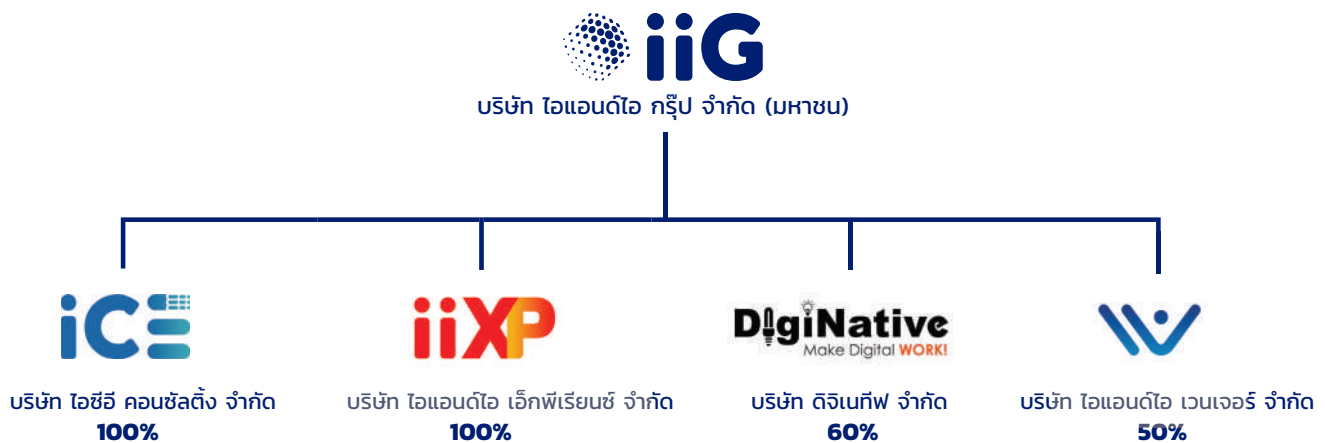 iiG
บริษัท ไอแอนด์ไอ กรุ๊ป จำกัด (มหาชน)
iCE
iiXP
DigiNative
Make Digital WORK!
บริษัท ไอซีอี คอนซัลติ้ง จำกัด
100%
บริษัท ไอแอนด์ไอ เอ็กพีเรียนซ์ จำกัด
100%
บริษัท ดิจิเนทีฟ จำกัด
60%
บริษัท ไอแอนด์ไอ เวนเจอร์ จำกัด
50%